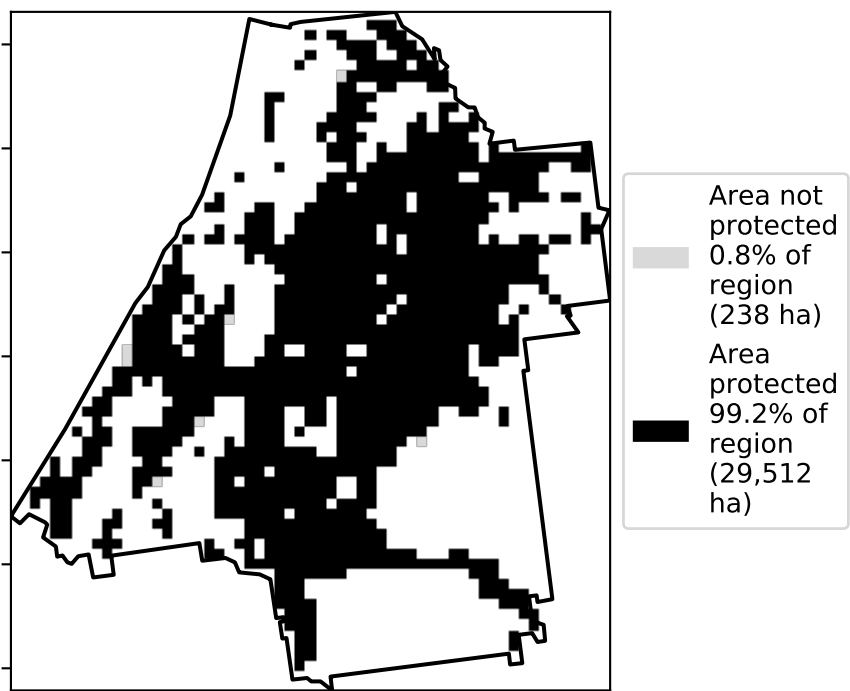 Area not
protected
0.8% of
region
(238 ha)
Area
protected
99.2% of
region
(29,512
ha)